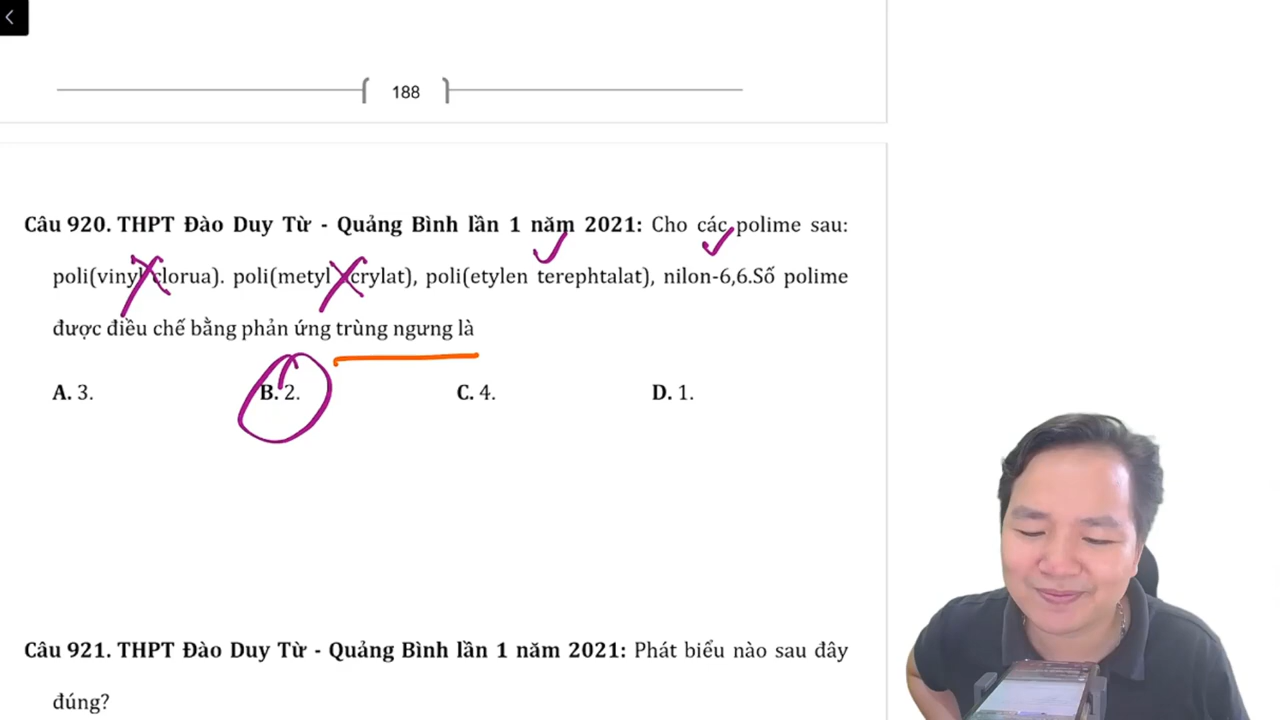 188
Câu 920. THPT Đào Duy Từ - Quảng Bình lần 1 năm 2021: Cho các polime sau:
poli(vinyl clorua). poli(metyl acrylat), poli(etylen terephtalat), nilon-6,6.Số polime
được điều chế bằng phản ứng trùng ngưng là
A. 3. B. 2. C. 4. D. 1.
Câu 921. THPT Đào Duy Từ - Quảng Bình lần 1 năm 2021: Phát biểu nào sau đây
đúng?